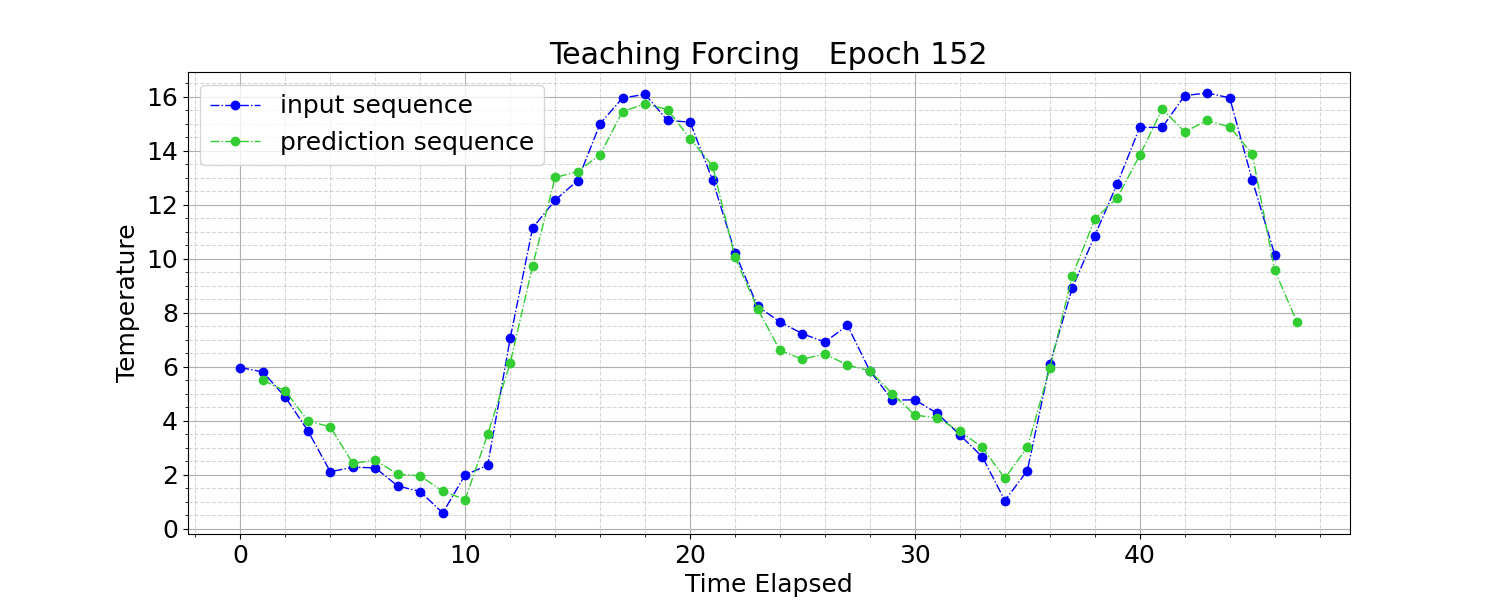 Teaching Forcing   Epoch 152
input sequence
prediction sequence
Temperature
16
14
12
10
8
6
4
2
0
0 10 20 30 40
Time Elapsed